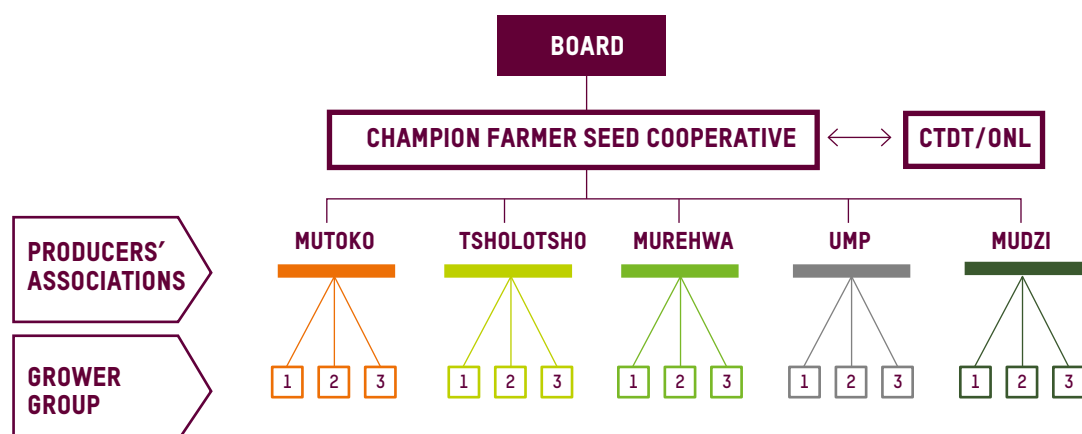 BOARD
CHAMPION FARMER SEED COOPERATIVE
CTDT/ONL
PRODUCERS’
ASSOCIATIONS
MUTOKO
TSHOLOTSHO
MUREHWA
UMP
MUDZI
GROWER
GROUP
1 2 3
1 2 3
1 2 3
1 2 3
1 2 3